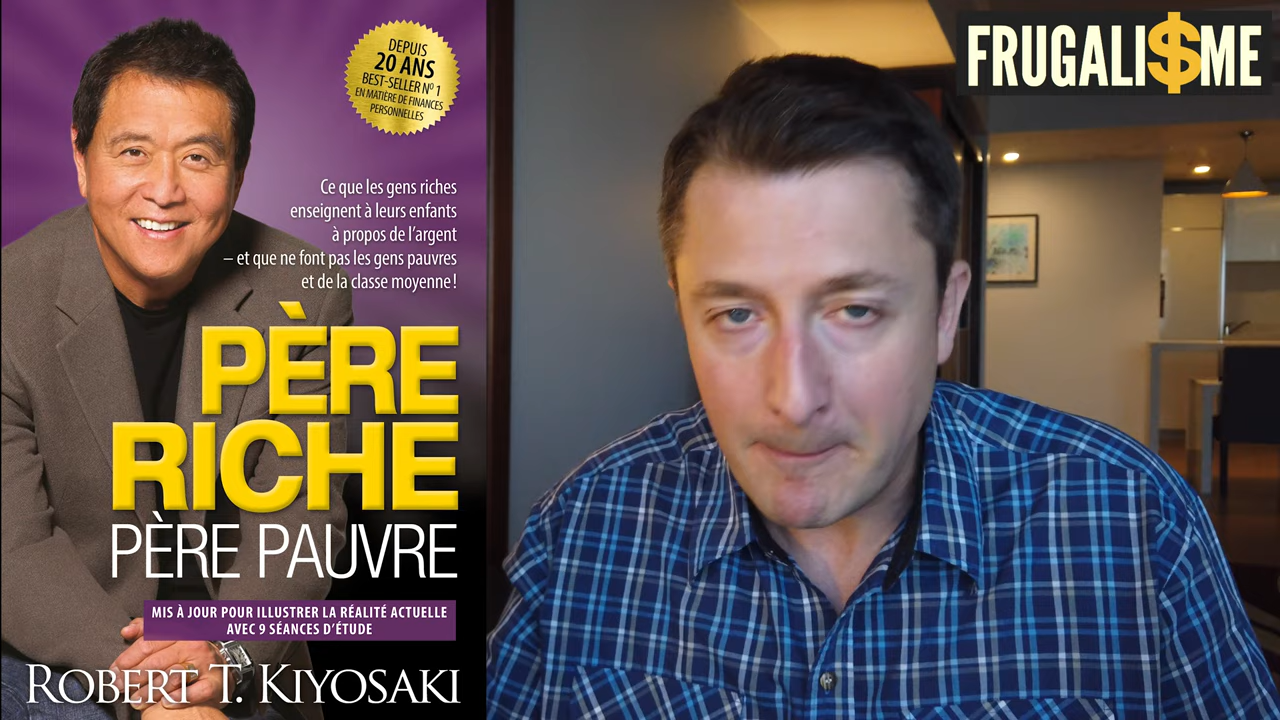 DEPUIS
20 ANS
BEST-SELLER Nº 1
EN MATIÈRE DE FINANCES
PERSONNELLES
Ce que les gens riches
enseignent à leurs enfants
à propos de l'argent
– et que ne font pas les gens pauvres
et de la classe moyenne !
PÈRE
RICHE
PÈRE PAUVRE
MIS À JOUR POUR ILLUSTRER LA RÉALITÉ ACTUELLE
AVEC 9 SÉANCES D'ÉTUDE
ROBERT T. KIYOSAKI
FRUGALI$ME